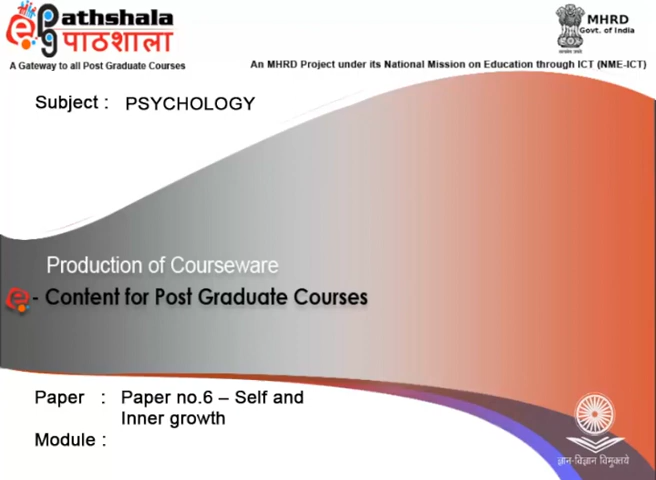 ePathshala
पाठशाला
A Gateway to all Post Graduate Courses
MHRD
Govt. of India
An MHRD Project under its National Mission on Education through ICT (NME-ICT)
Subject : PSYCHOLOGY
Production of Courseware
e - Content for Post Graduate Courses
Paper : Paper no.6 – Self and
Inner growth
Module :
ज्ञान-विज्ञान विमुक्तये